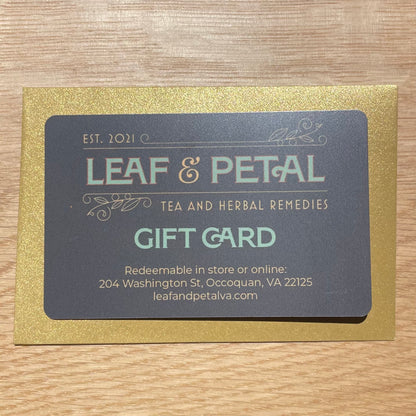 EST. 2021
LEAF & PETAL
TEA AND HERBAL REMEDIES
GIFT CARD
Redeemable in store or online:
204 Washington St, Occoquan, VA 22125
leafandpetalva.com